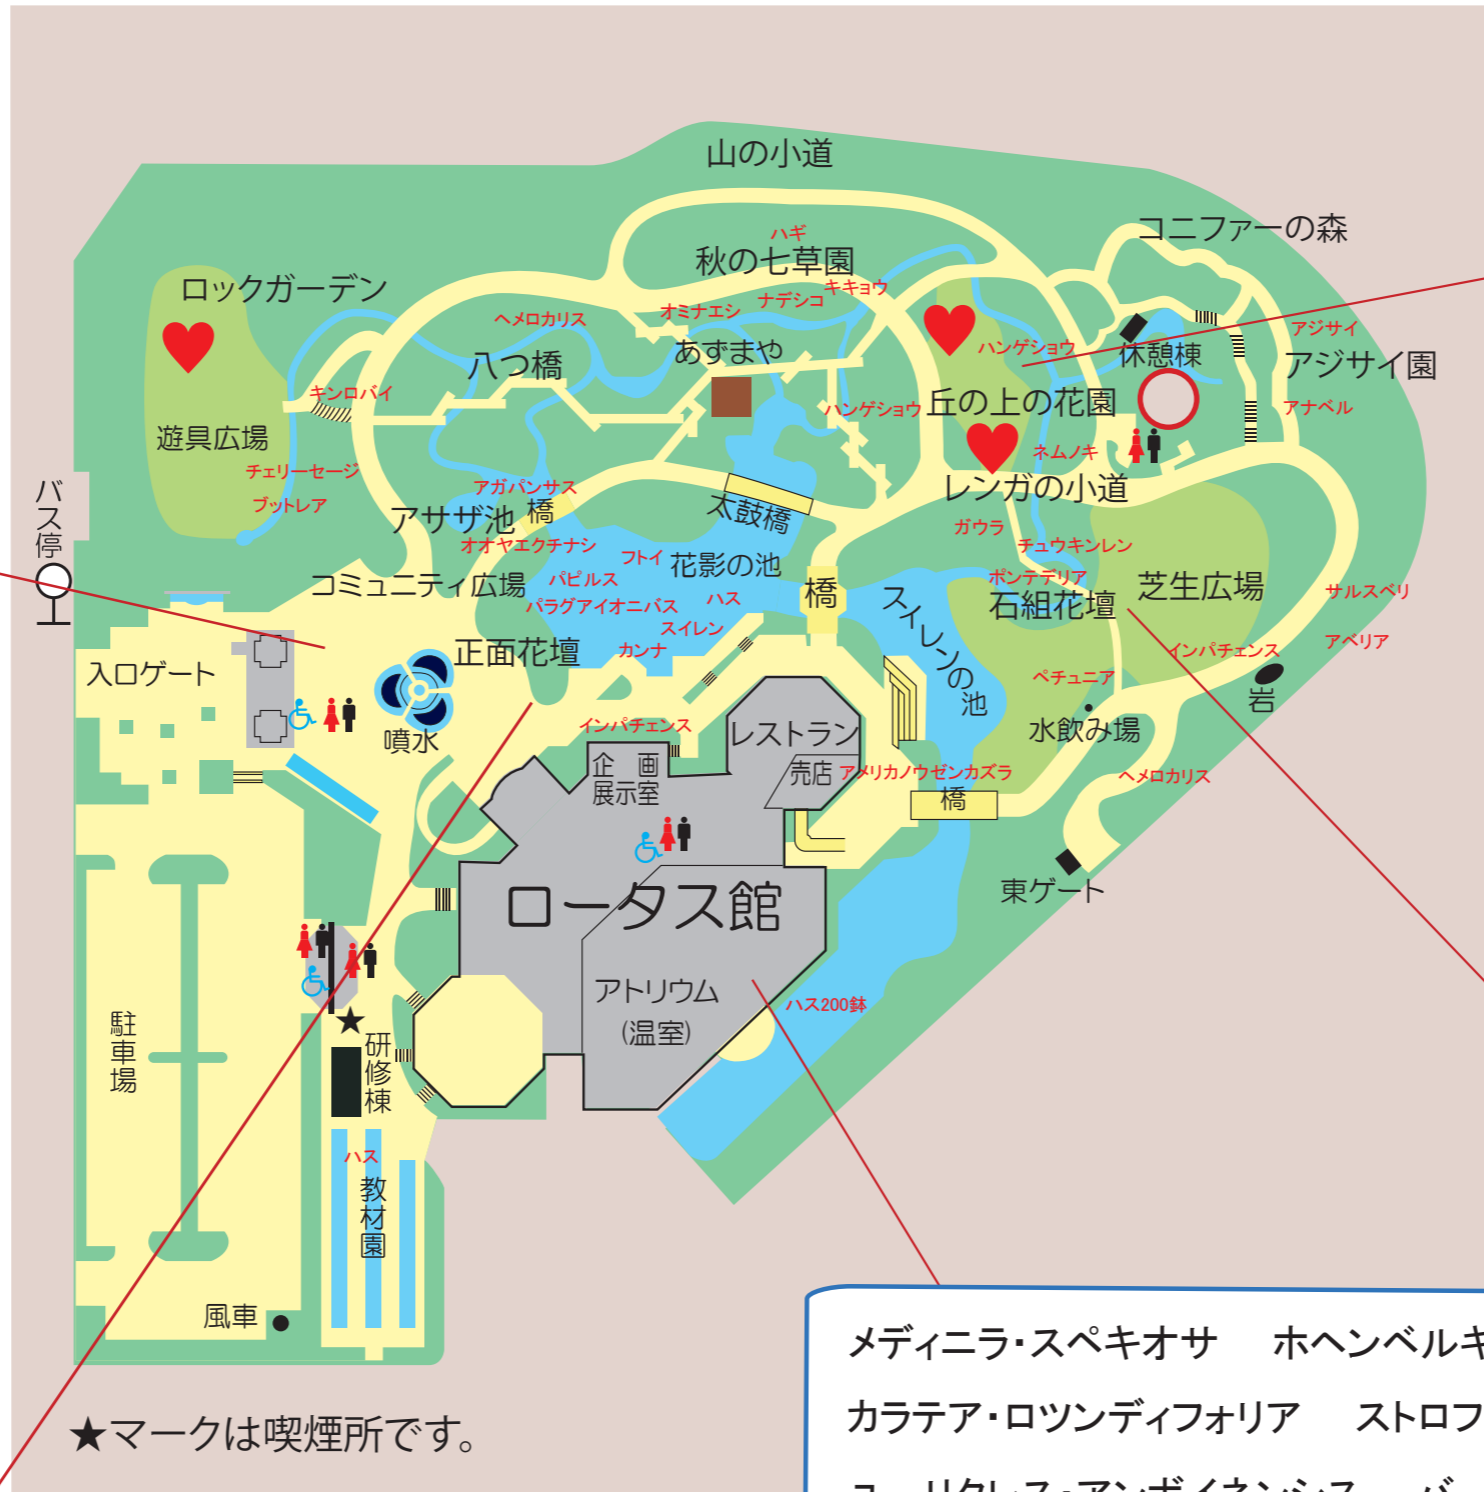 山の小道
コニファーの森
ハギ
秋の七草園
キキョウ
ナデシコ
オミナエシ
ロックガーデン
ヘメロカリス
あずまや
八つ橋
ハンゲショウ
休憩棟
アジサイ
アジサイ園
アナベル
キンロバイ
遊具広場
ハンゲショウ
丘の上の花園
ネムノキ
チェリーセージ
ブットレア
バス停
アガパンサス
アサザ池
橋
太鼓橋
レンガの小道
ガウラ
チュウキンレン
オオヤエクチナシ
フトイ
花影の池
コミュニティ広場
パピルス
パラグアイオニバス
ハス
スイレン
カンナ
橋
スイレンの池
ポンテデリア
石組花壇
芝生広場
サルスベリ
アベリア
インパチェンス
岩
ペチュニア
水飲み場
ヘメロカリス
入口ゲート
正面花壇
噴水
インパチェンス
企画
展示室
レストラン
売店
アメリカノウゼンカズラ
橋
東ゲート
ロータス館
アトリウム
(温室)
ハス200鉢
駐車場
★
研修棟
ハス
教材園
風車
★マークは喫煙所です。
メディニラ・スペキオサ　ホヘンベルキ
カラテア・ロツンディフォリア　ストロフ